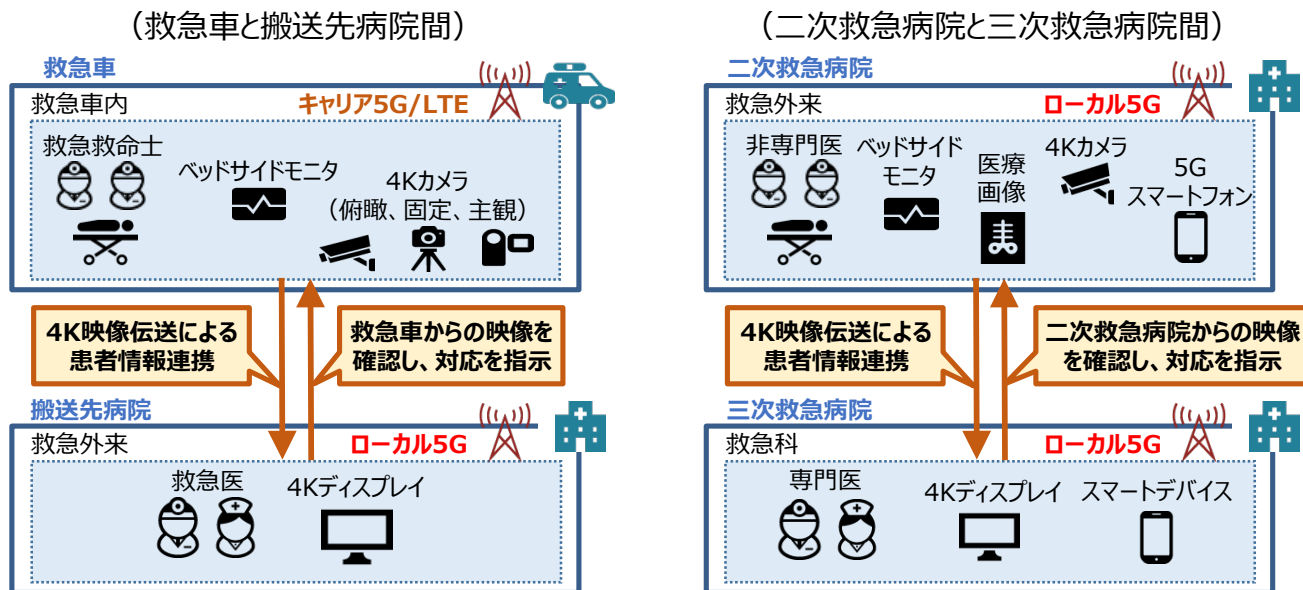 （救急車と搬送先病院間）
救急車
救急車内
キャリア5G/LTE
救急救命士
ベッドサイドモニタ
4Kカメラ
（俯瞰、固定、主観）
4K映像伝送による
患者情報連携
救急車からの映像を
確認し、対応を指示
搬送先病院
救急外来
ローカル5G
救急医
4Kディスプレイ
（二次救急病院と三次救急病院間）
二次救急病院
救急外来
ローカル5G
非専門医
ベッドサイド
モニタ
医療
画像
4Kカメラ
5G
スマートフォン
4K映像伝送による
患者情報連携
二次救急病院からの映像
を確認し、対応を指示
三次救急病院
救急科
ローカル5G
専門医
4Kディスプレイ
スマートデバイス